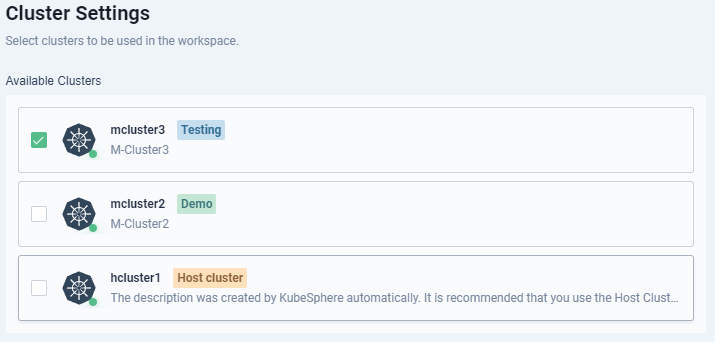 Cluster Settings
Select clusters to be used in the workspace.
Available Clusters
mcluster3 Testing
M-Cluster3
mcluster2 Demo
M-Cluster2
hcluster1 Host cluster
The description was created by KubeSphere automatically. It is recommended that you use the Host Clust...